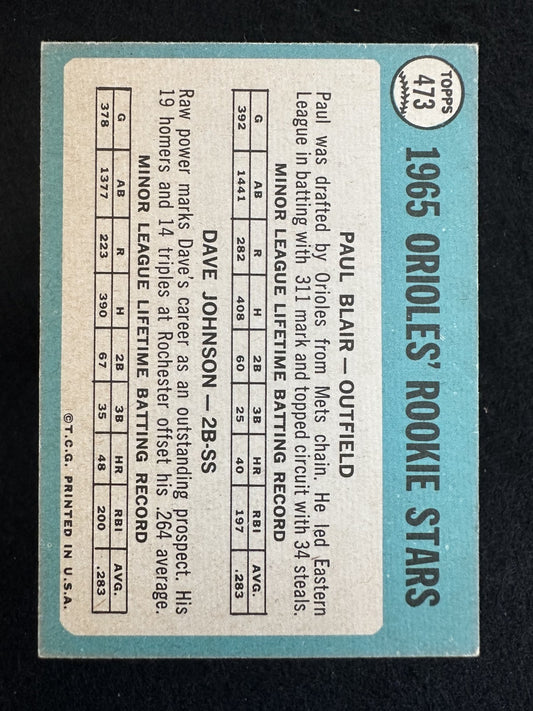 TOPPS
473
1965 ORIOLES' ROOKIE STARS
PAUL BLAIR — OUTFIELD
Paul was drafted by Orioles from Mets chain. He led Eastern
League in batting with 311 mark and topped circuit with 34 steals.
MINOR LEAGUE LIFETIME BATTING RECORD
G AB R H 2B 3B HR RBI AVG.
392 1441 282 408 60 25 40 197 .283
DAVE JOHNSON — 2B-SS
Raw power marks Dave's career as an outstanding prospect. His
19 homers and 14 triples at Rochester offset his .264 average.
MINOR LEAGUE LIFETIME BATTING RECORD
G AB R H 2B 3B HR RBI AVG.
378 1377 223 390 67 35 48 200 .283
©T.C.G. PRINTED IN U.S.A.